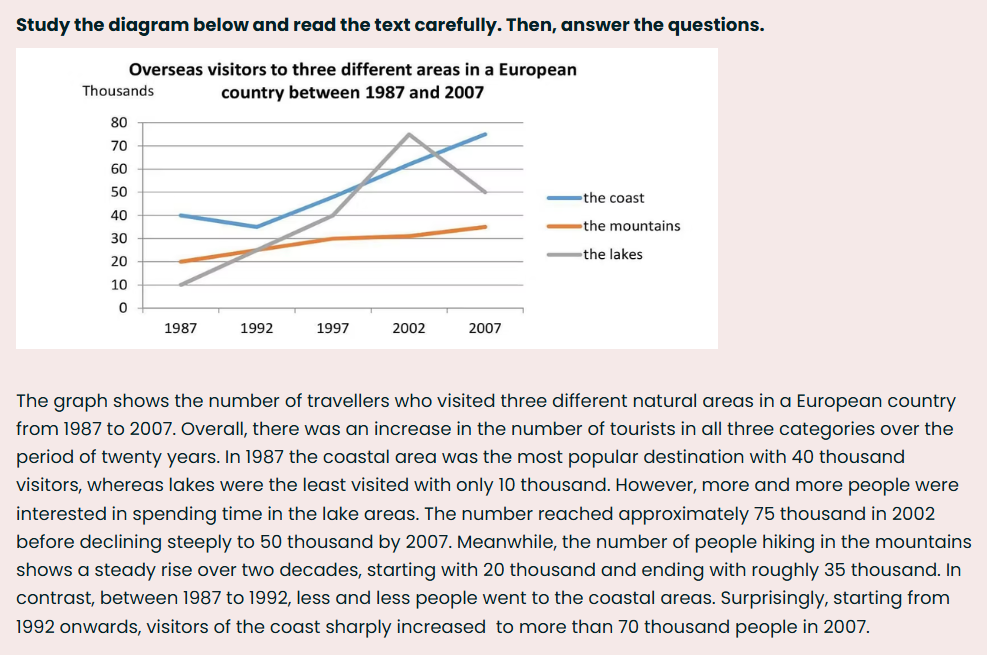 Study the diagram below and read the text carefully. Then, answer the questions.
Overseas visitors to three different areas in a European
Thousands country between 1987 and 2007
80
70
60
50
40
30
20
10
0
1987 1992 1997 2002 2007
the coast
the mountains
the lakes
The graph shows the number of travellers who visited three different natural areas in a European country
from 1987 to 2007. Overall, there was an increase in the number of tourists in all three categories over the
period of twenty years. In 1987 the coastal area was the most popular destination with 40 thousand
visitors, whereas lakes were the least visited with only 10 thousand. However, more and more people were
interested in spending time in the lake areas. The number reached approximately 75 thousand in 2002
before declining steeply to 50 thousand by 2007. Meanwhile, the number of people hiking in the mountains
shows a steady rise over two decades, starting with 20 thousand and ending with roughly 35 thousand. In
contrast, between 1987 to 1992, less and less people went to the coastal areas. Surprisingly, starting from
1992 onwards, visitors of the coast sharply increased  to more than 70 thousand people in 2007.